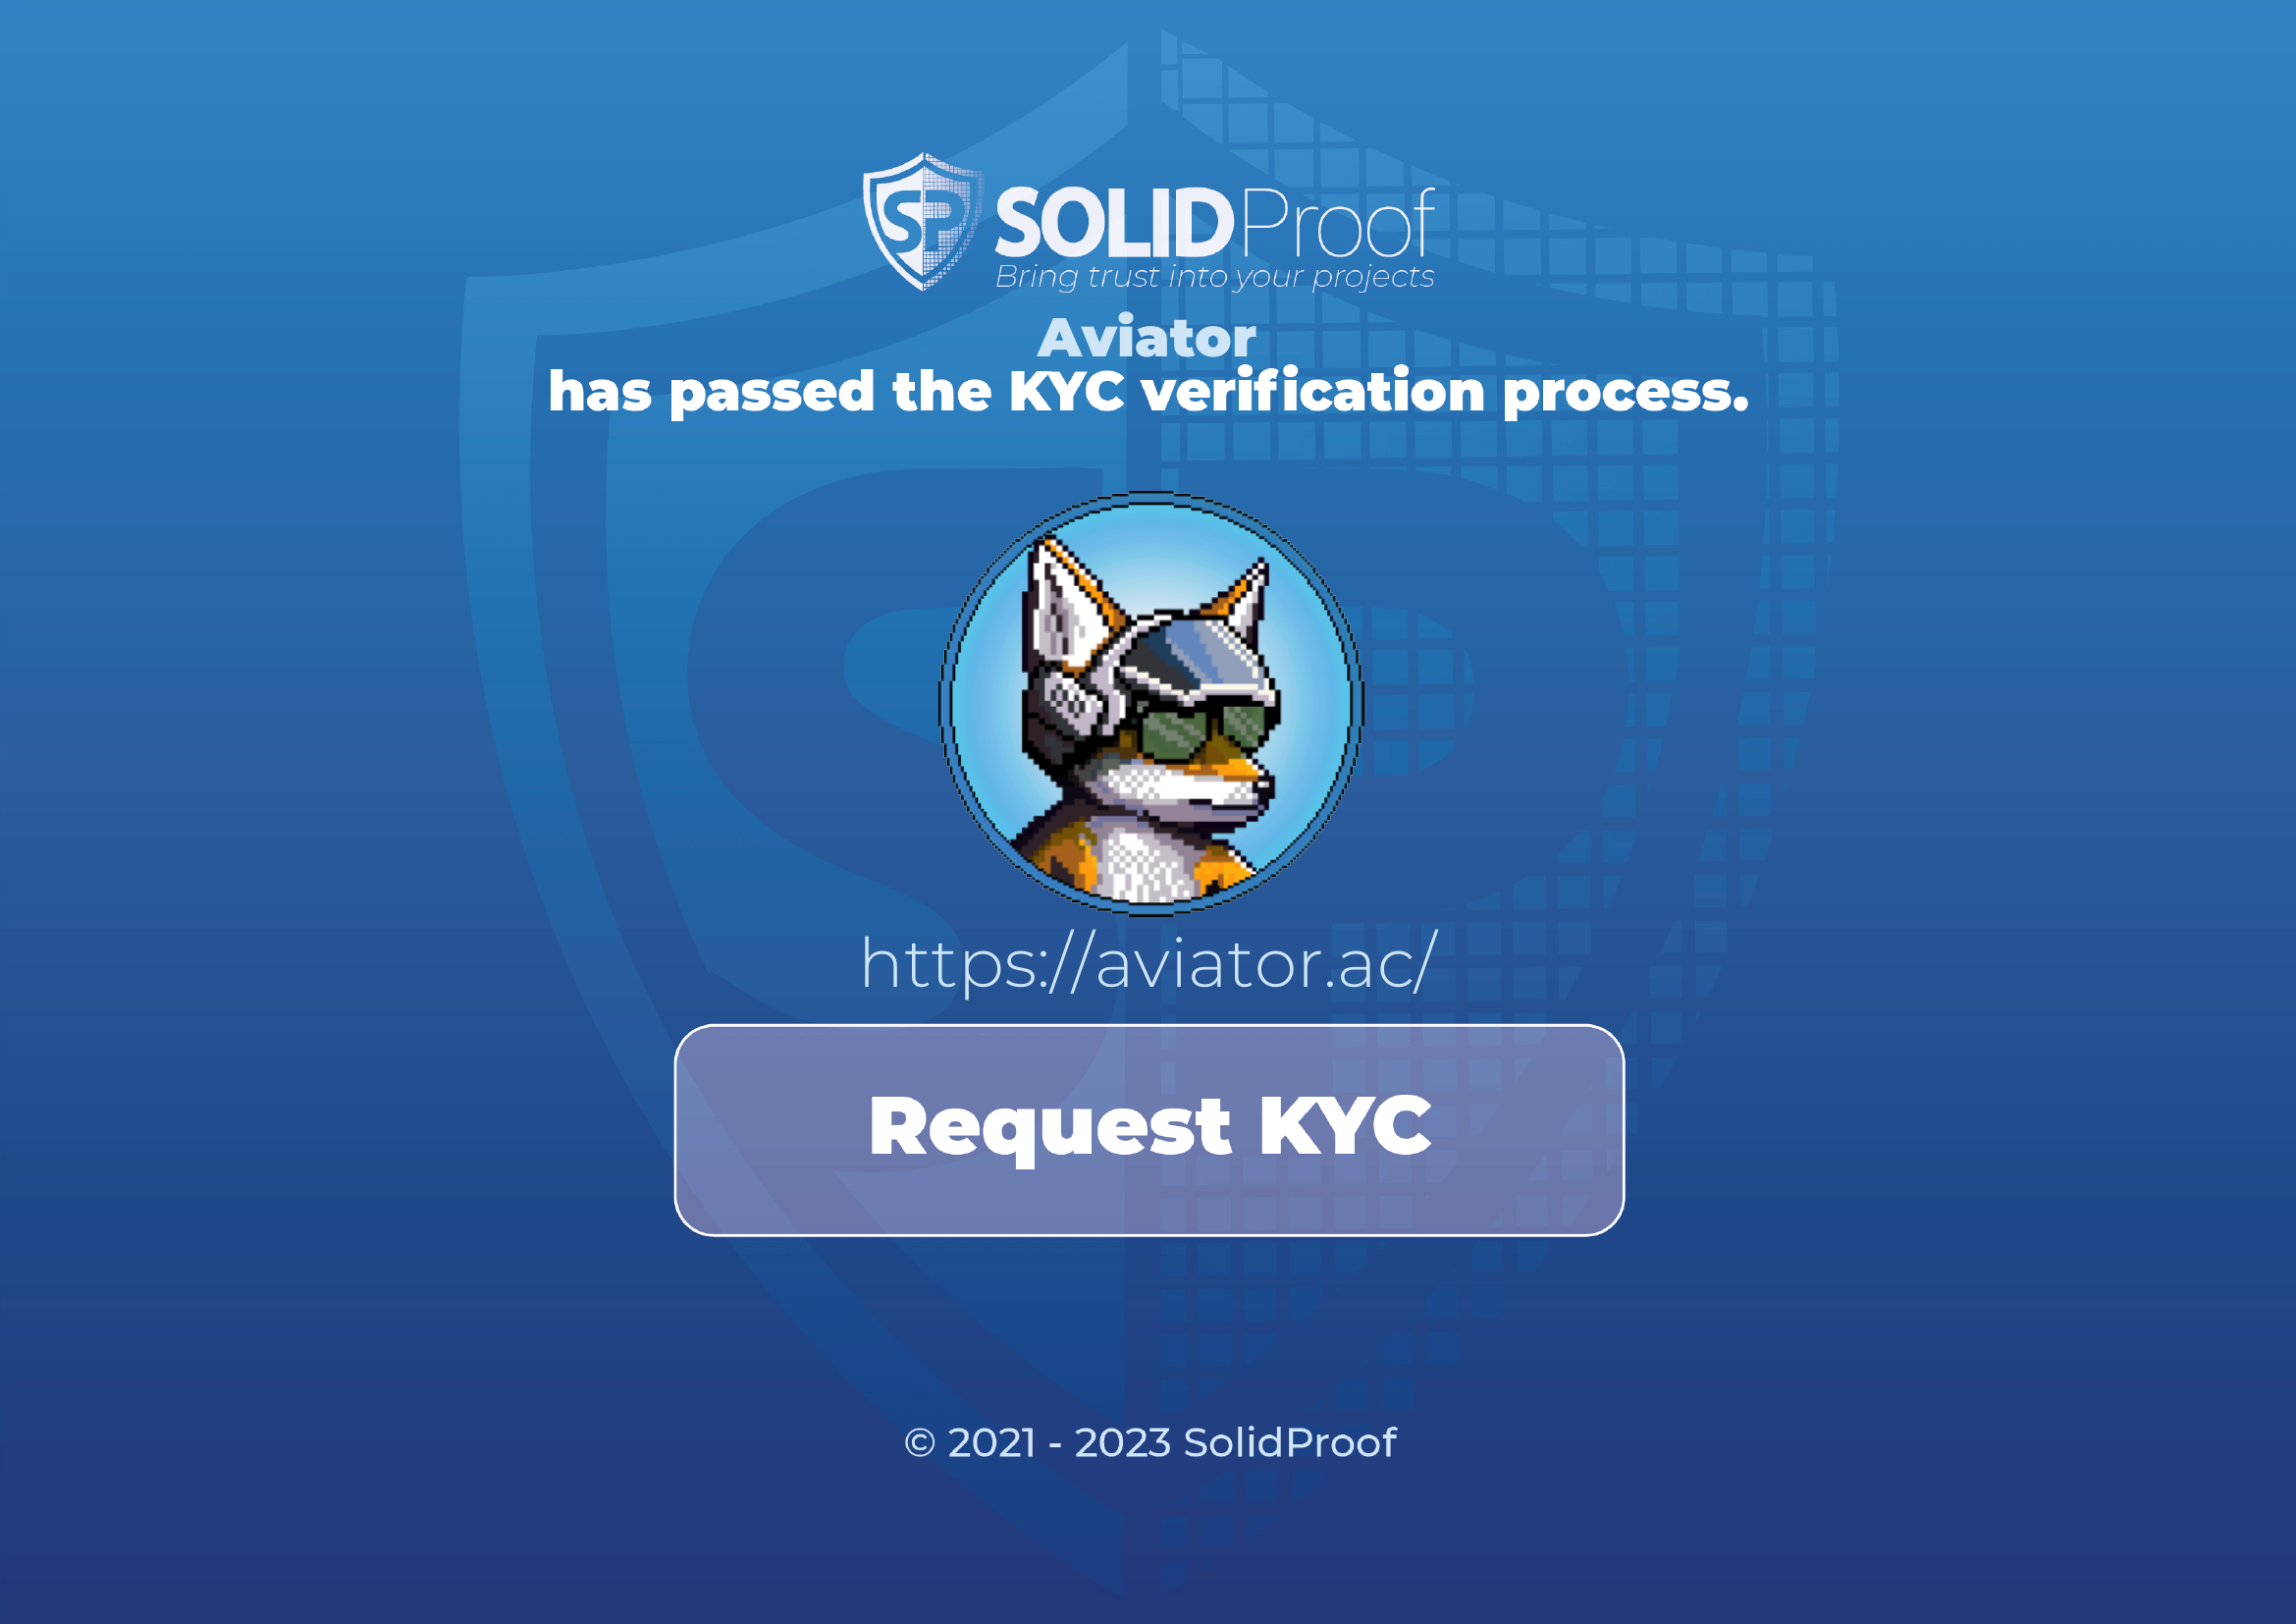 SP SOLIDProof
Bring trust into your projects
Aviator
has passed the KYC verification process.
https://aviator.ac/
Request KYC
© 2021 - 2023 SolidProof